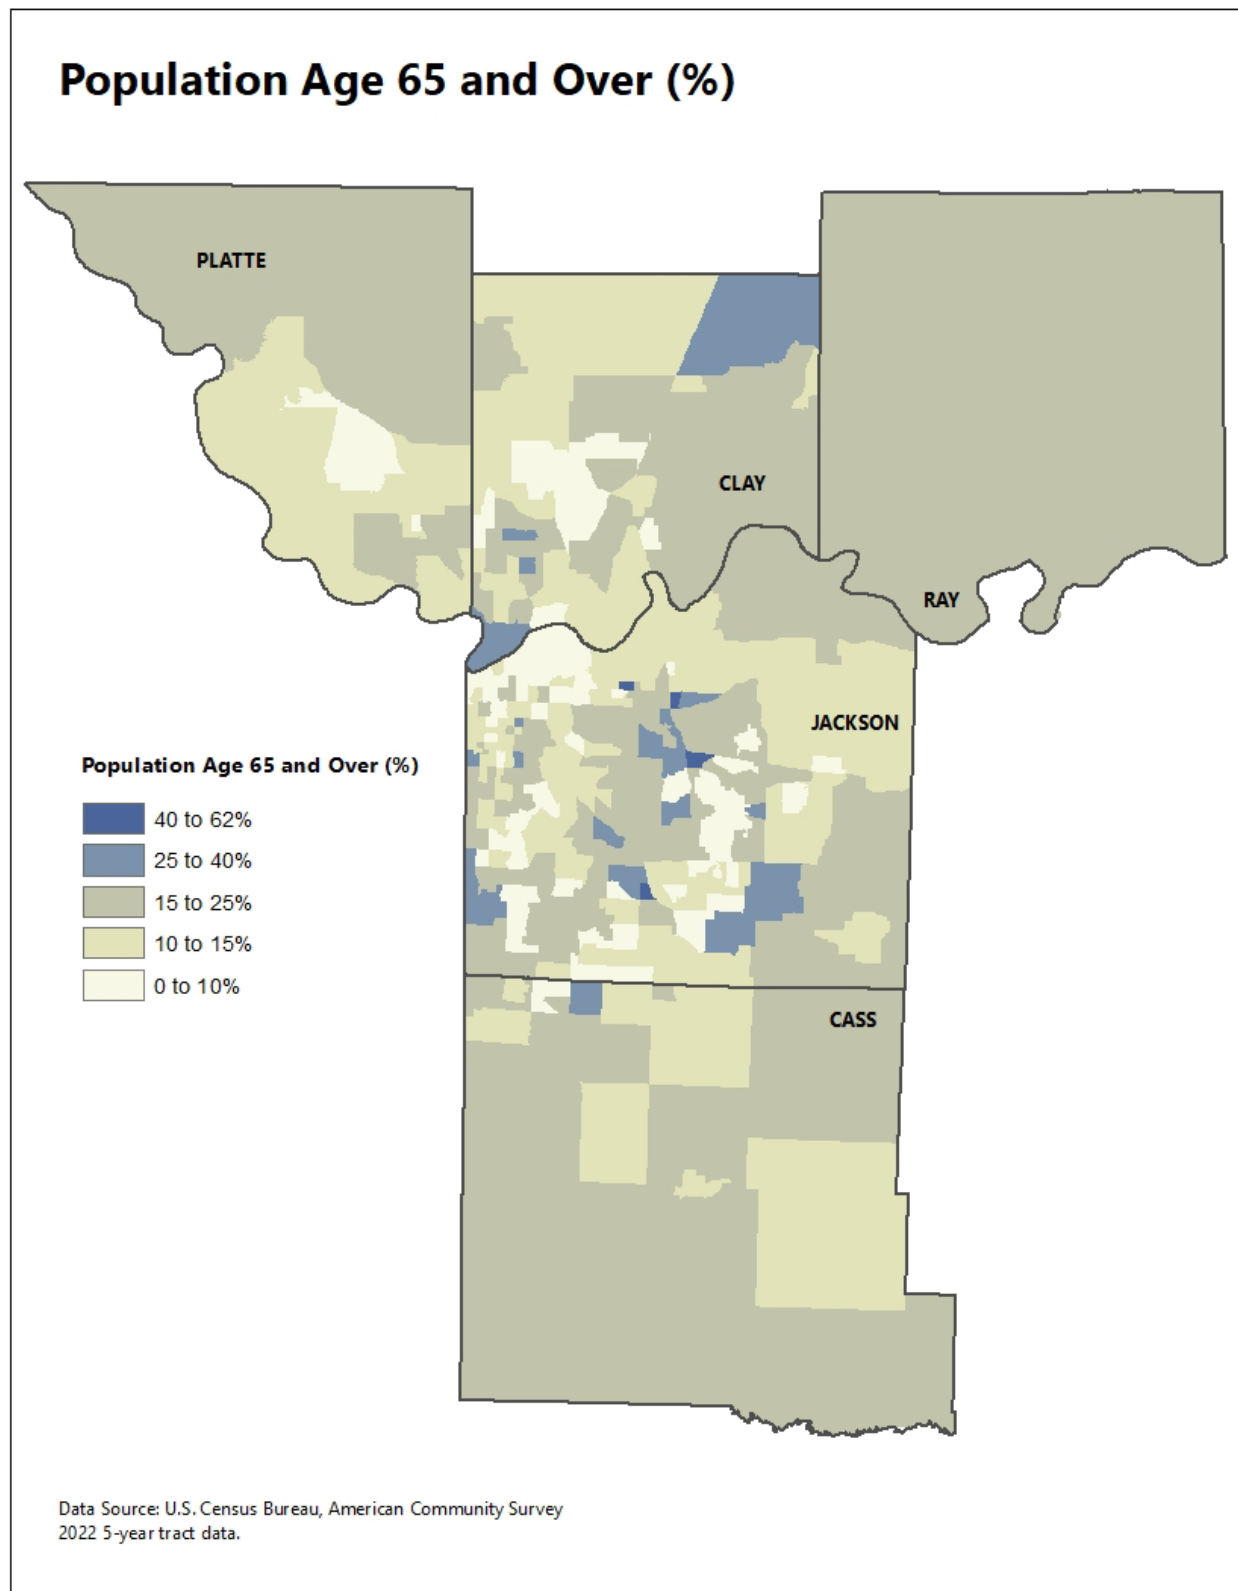 Population Age 65 and Over (%)
PLATTE
CLAY
RAY
JACKSON
Population Age 65 and Over (%)
40 to 62%
25 to 40%
15 to 25%
10 to 15%
0 to 10%
CASS
Data Source: U.S. Census Bureau, American Community Survey
2022 5-year tract data.